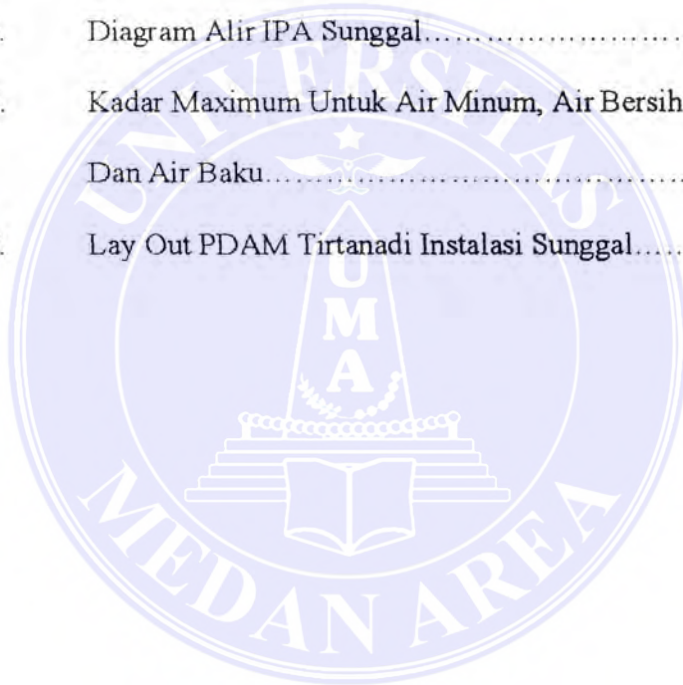 Diagram Alir IPA Sunggal..........................
Kadar Maximum Untuk Air Minum, Air Bersih
Dan Air Baku..........................................
Lay Out PDAM Tirtanadi Instalasi Sunggal.....
UNIVERSITAS
UMA
MEDAN AREA